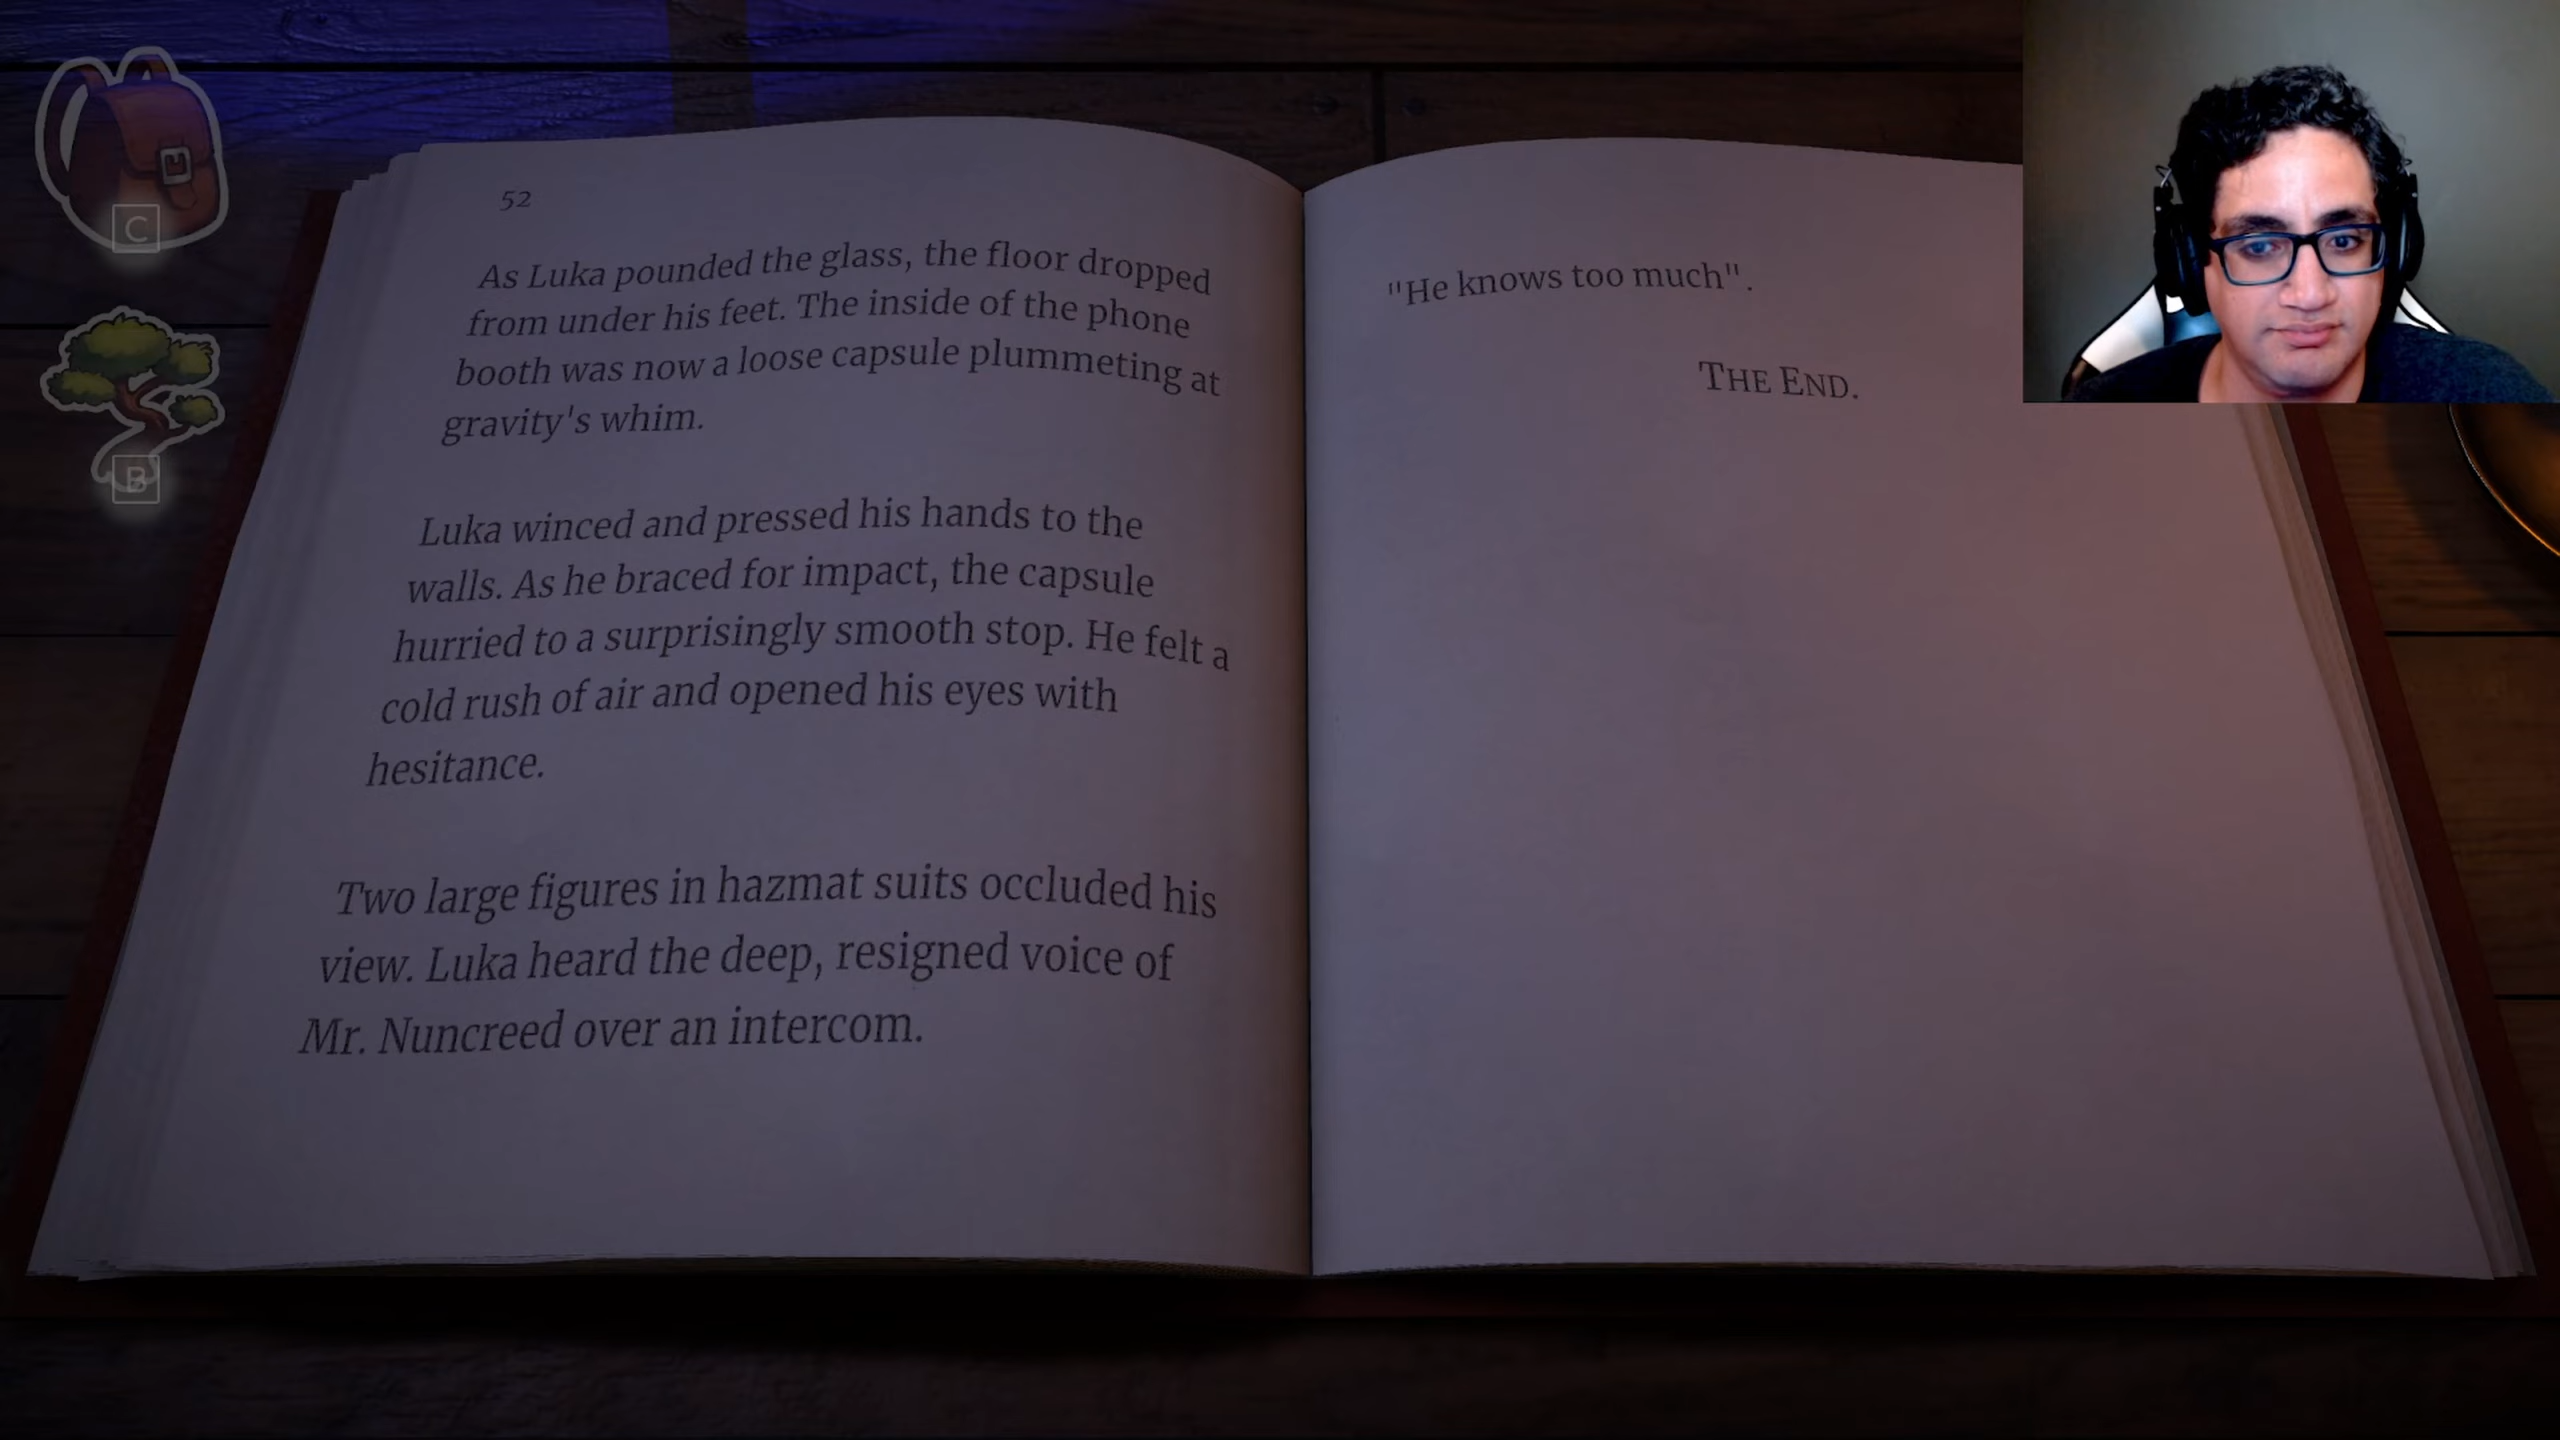 C
B
52
As Luka pounded the glass, the floor dropped
from under his feet. The inside of the phone
booth was now a loose capsule plummeting at
gravity's whim.
Luka winced and pressed his hands to the
walls. As he braced for impact, the capsule
hurried to a surprisingly smooth stop. He felt a
cold rush of air and opened his eyes with
hesitance.
Two large figures in hazmat suits occluded his
view. Luka heard the deep, resigned voice of
Mr. Nuncreed over an intercom.
"He knows too much".
THE END.